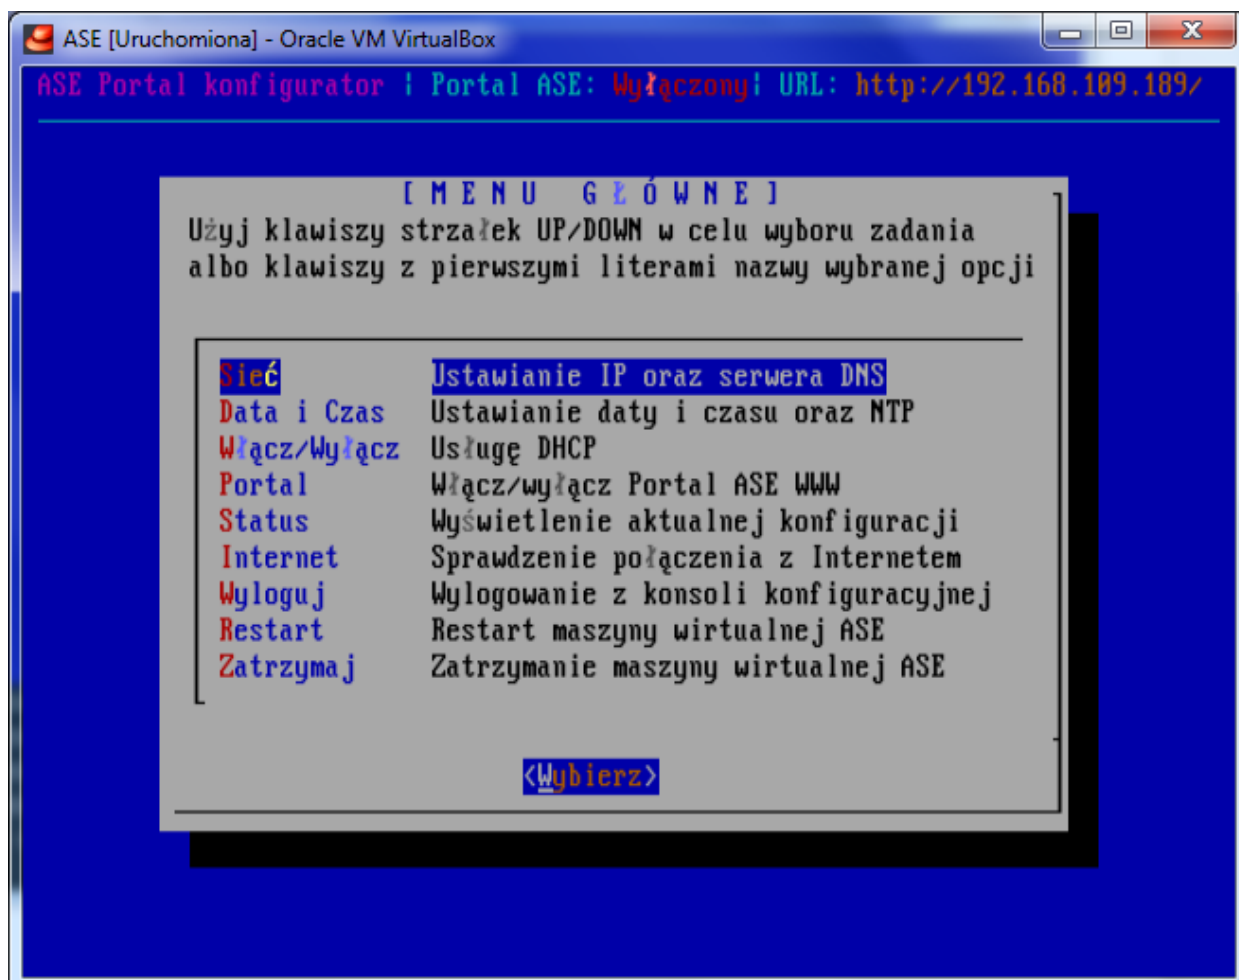 ASE [Uruchomiona] - Oracle VM VirtualBox
ASE Portal konfigurator | Portal ASE: Wyłączony| URL: http://192.168.109.189/
[ M E N U   G Ł Ó W N E ]
Użyj klawiszy strzałek UP/DOWN w celu wyboru zadania
albo klawiszy z pierwszymi literami nazwy wybranej opcji
Sieć Ustawianie IP oraz serwera DNS
Data i Czas Ustawianie daty i czasu oraz NTP
Włącz/Wyłącz Usługę DHCP
Portal Włącz/wyłącz Portal ASE WWW
Status Wyświetlenie aktualnej konfiguracji
Internet Sprawdzenie połączenia z Internetem
Wyloguj Wylogowanie z konsoli konfiguracyjnej
Restart Restart maszyny wirtualnej ASE
Zatrzymaj Zatrzymanie maszyny wirtualnej ASE
<Wybierz>